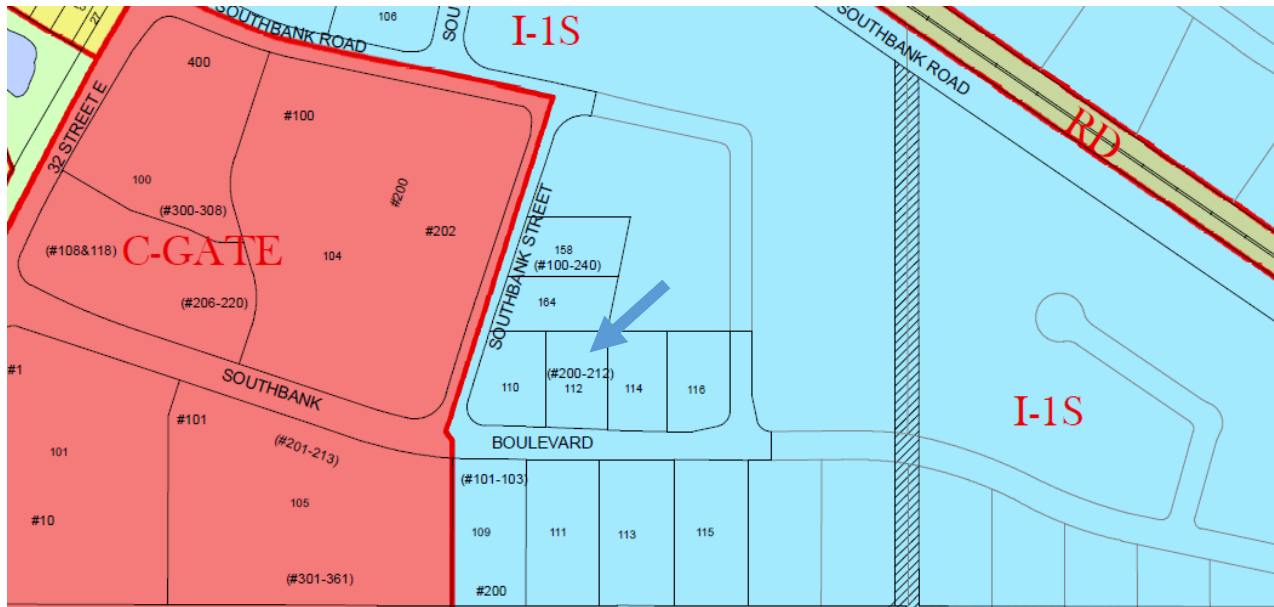 27
106
I-1S
SOUTHBANK ROAD
SOU
SOUTHBANK ROAD
400
#100
RD
32 STREET E
100
(#300-308)
#200
#202
(#108&118)
C-GATE
104
SOUTHBANK STREET
158
(#100-240)
(#206-220)
164
#1
SOUTHBANK
110
(#200-212)
112
114
116
I-1S
#101
BOULEVARD
101
(#201-213)
(#101-103)
105
#10
109
111
113
115
(#301-361)
#200